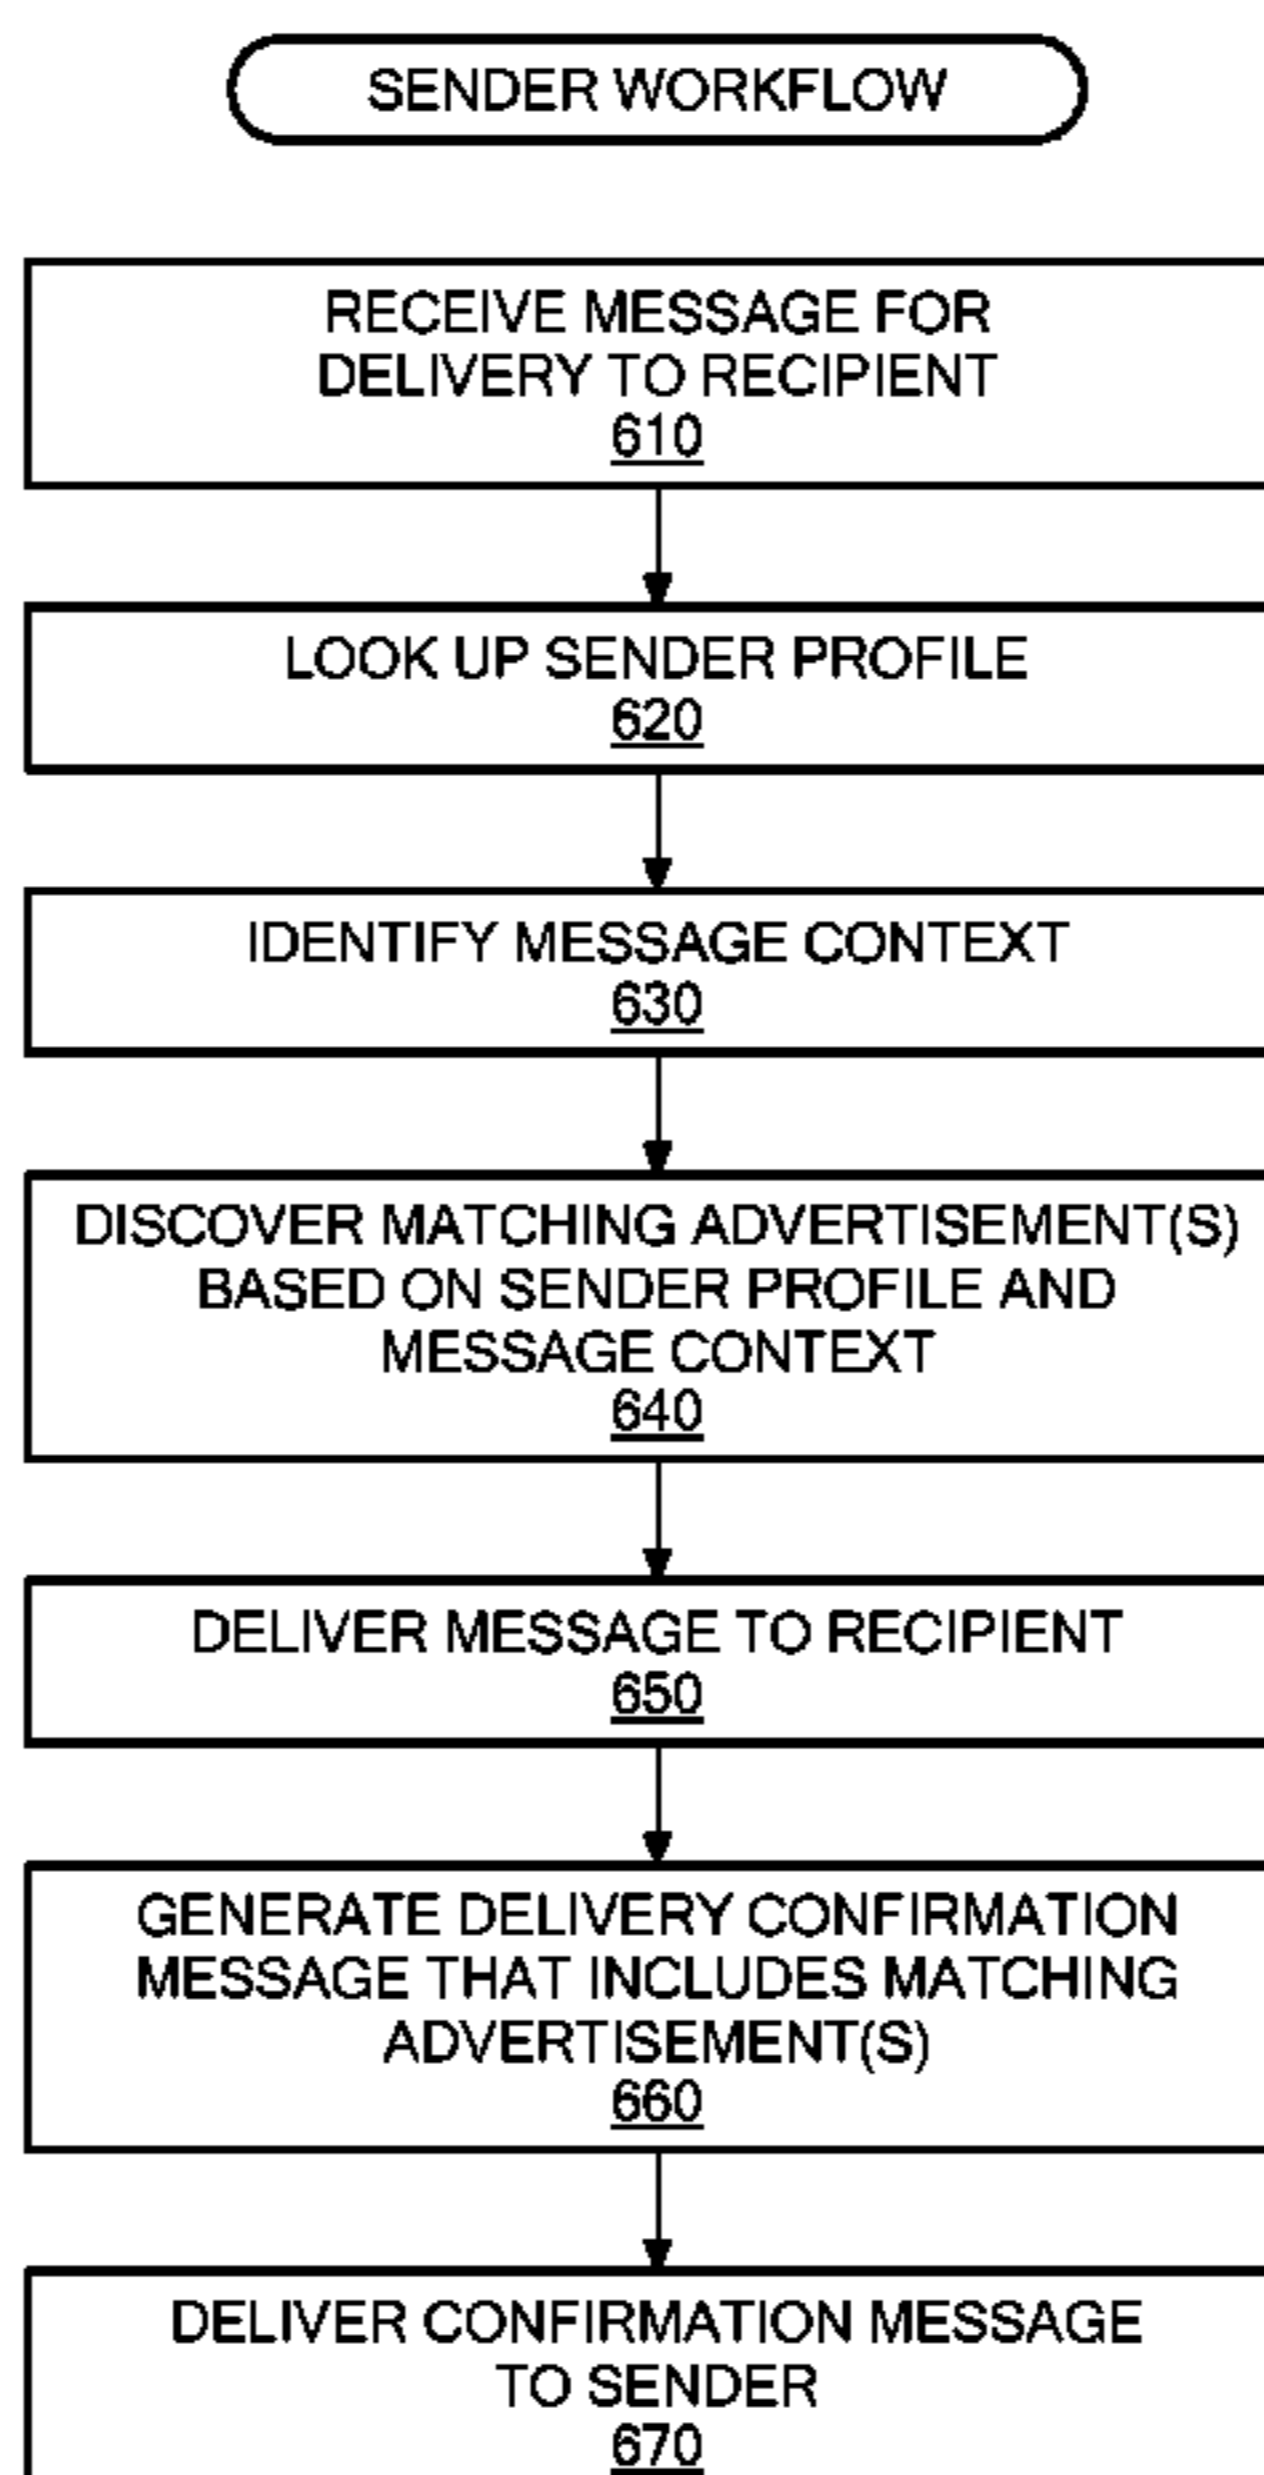 SENDER WORKFLOW
RECEIVE MESSAGE FOR
DELIVERY TO RECIPIENT
610
LOOK UP SENDER PROFILE
620
IDENTIFY MESSAGE CONTEXT
630
DISCOVER MATCHING ADVERTISEMENT(S)
BASED ON SENDER PROFILE AND
MESSAGE CONTEXT
640
DELIVER MESSAGE TO RECIPIENT
650
GENERATE DELIVERY CONFIRMATION
MESSAGE THAT INCLUDES MATCHING
ADVERTISEMENT(S)
660
DELIVER CONFIRMATION MESSAGE
TO SENDER
670